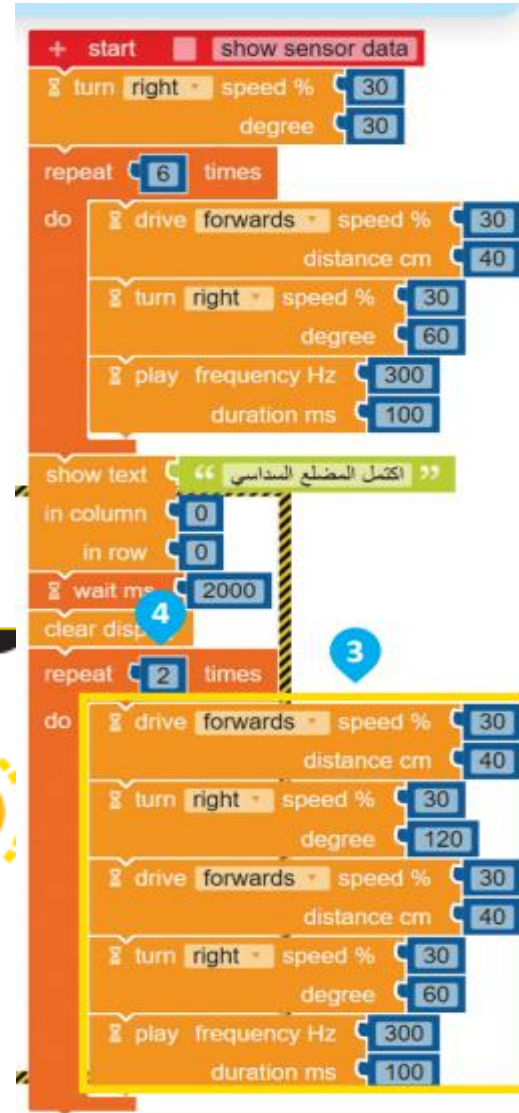 + start show sensor data
turn right speed % 30
degree 30
repeat 6 times
do drive forwards speed % 30
distance cm 40
turn right speed % 30
degree 60
play frequency Hz 300
duration ms 100
show text “ اكتمل المضلع السداسي ”
in column 0
in row 0
wait ms 2000
4
clear
3
repeat 2 times
do drive forwards speed % 30
distance cm 40
turn right speed % 30
degree 120
drive forwards speed % 30
distance cm 40
turn right speed % 30
degree 60
play frequency Hz 300
duration ms 100